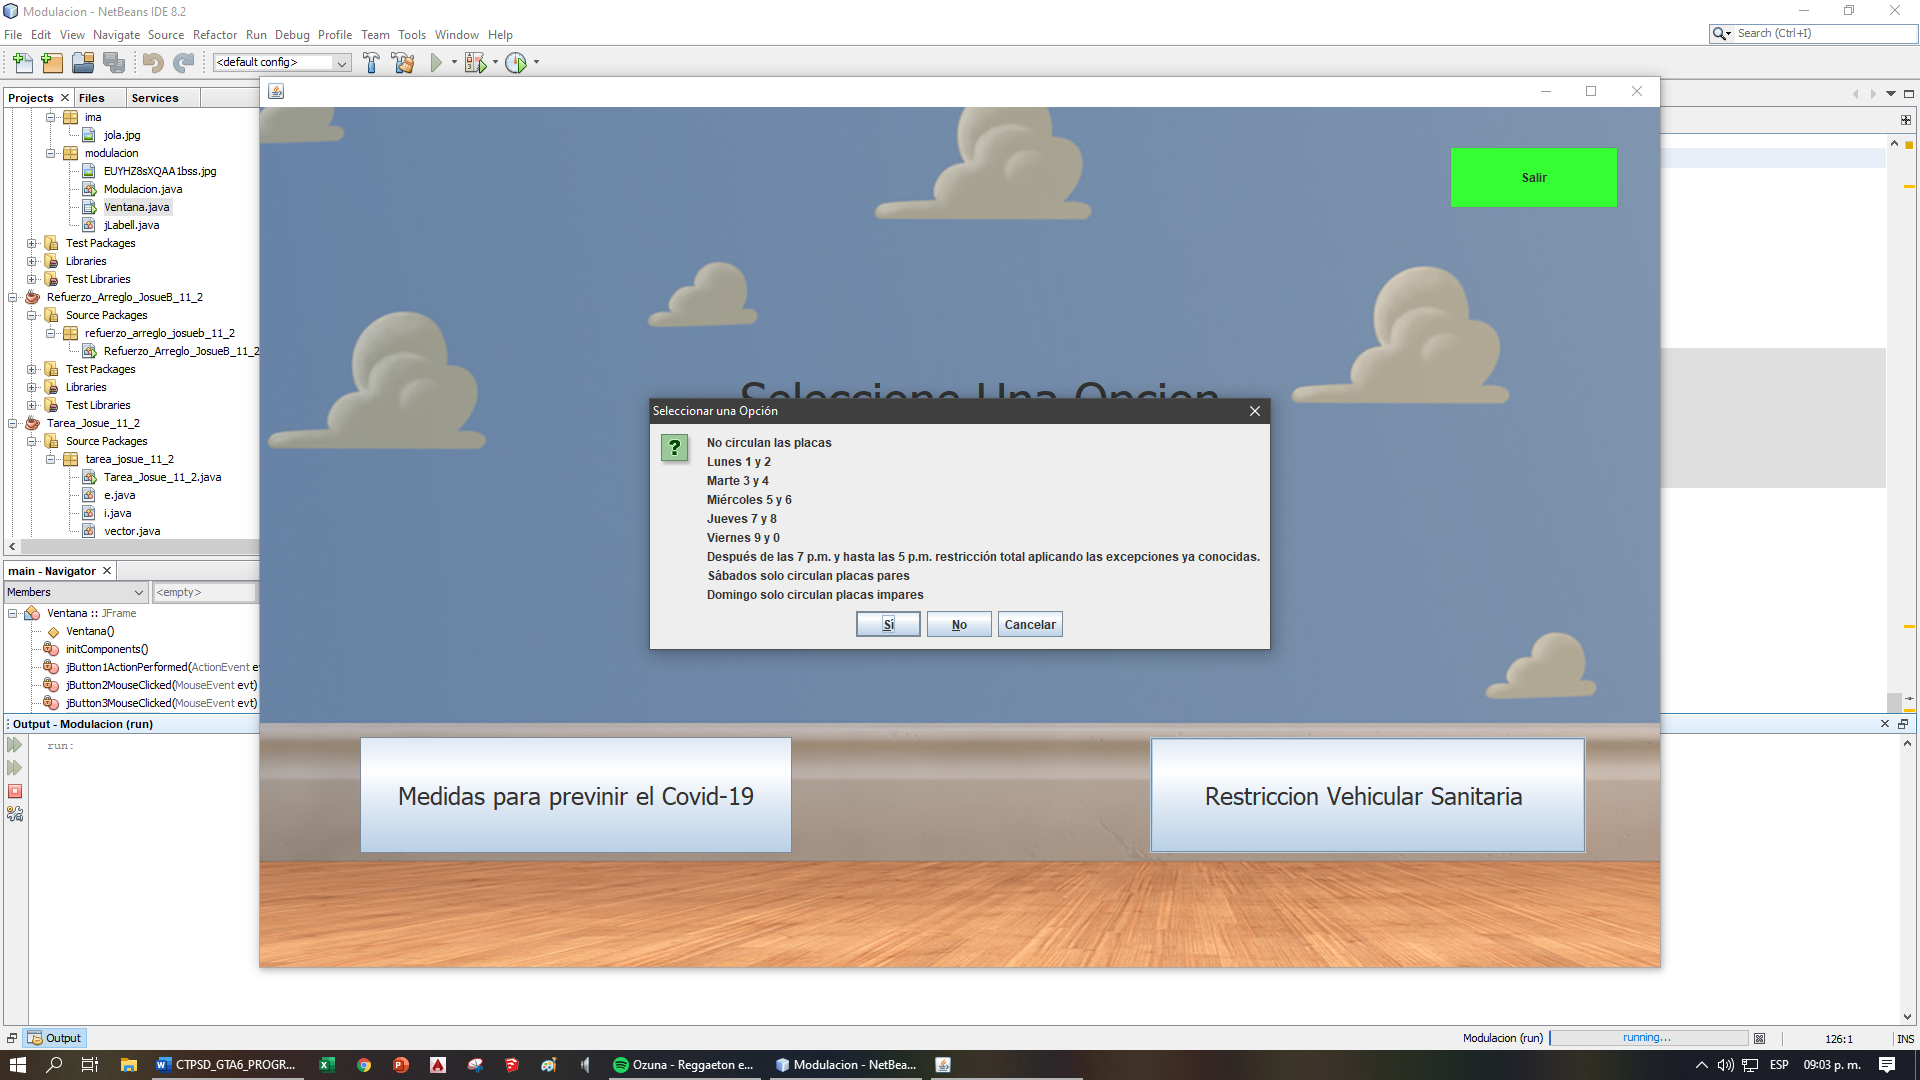 Modulacion - NetBeans IDE 8.2
File Edit View Navigate Source Refactor Run Debug Profile Team Tools Window Help
Search (Ctrl+I)
<default config>
Projects Files Services
ima
jola.jpg
modulacion
EUYHZ8sXQAA1bss.jpg
Modulacion.java
Ventana.java
jLabell.java
Test Packages
Libraries
Test Libraries
Refuerzo_Arreglo_JosueB_11_2
Source Packages
refuerzo_arreglo_josueb_11_2
Refuerzo_Arreglo_JosueB_11_2
Test Packages
Libraries
Test Libraries
Tarea_Josue_11_2
Source Packages
tarea_josue_11_2
Tarea_Josue_11_2.java
e.java
i.java
vector.java
main - Navigator
Members <empty>
Ventana :: JFrame
Ventana()
initComponents()
jButton1ActionPerformed(ActionEvent ev
jButton2MouseClicked(MouseEvent evt)
jButton3MouseClicked(MouseEvent evt)
Salir
Seleccione Una Opcion
Seleccionar una Opción
No circulan las placas
Lunes 1 y 2
Marte 3 y 4
Miércoles 5 y 6
Jueves 7 y 8
Viernes 9 y 0
Después de las 7 p.m. y hasta las 5 p.m. restricción total aplicando las excepciones ya conocidas.
Sábados solo circulan placas pares
Domingo solo circulan placas impares
Sí No Cancelar
Medidas para previnir el Covid-19
Restriccion Vehicular Sanitaria
Output - Modulacion (run)
run:
Output
Modulacion (run) running... 126:1 INS
CTPSD_GTA6_PROGR... Ozuna - Reggaeton e... Modulacion - NetBea... ESP 09:03 p. m.